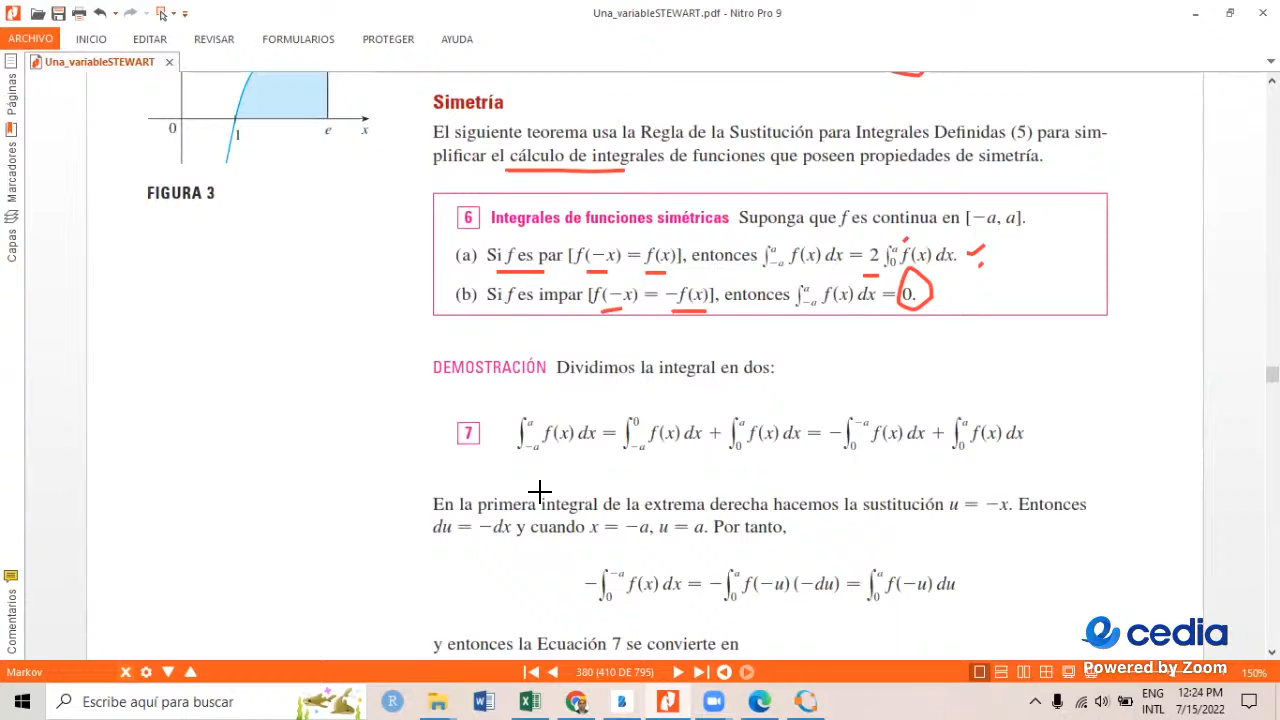 Una_variableSTEWART.pdf - Nitro Pro 9
ARCHIVO INICIO EDITAR REVISAR FORMULARIOS PROTEGER AYUDA
Una_variableSTEWART
Páginas
Marcadores
Capas
Comentarios
0 1 e x
FIGURA 3
Simetría
El siguiente teorema usa la Regla de la Sustitución para Integrales Definidas (5) para sim-
plificar el cálculo de integrales de funciones que poseen propiedades de simetría.
6 Integrales de funciones simétricas Suponga que f es continua en [−a, a].
(a) Si f es par [f(−x) = f(x)], entonces ∫_{−a}^{a} f(x) dx = 2 ∫_{0}^{a} f(x) dx.
(b) Si f es impar [f(−x) = −f(x)], entonces ∫_{−a}^{a} f(x) dx = 0.
DEMOSTRACIÓN Dividimos la integral en dos:
7 ∫_{−a}^{a} f(x) dx = ∫_{−a}^{0} f(x) dx + ∫_{0}^{a} f(x) dx = −∫_{0}^{−a} f(x) dx + ∫_{0}^{a} f(x) dx
En la primera integral de la extrema derecha hacemos la sustitución u = −x. Entonces
du = −dx y cuando x = −a, u = a. Por tanto,
−∫_{0}^{−a} f(x) dx = −∫_{0}^{a} f(−u) (−du) = ∫_{0}^{a} f(−u) du
y entonces la Ecuación 7 se convierte en
cedia
Powered by Zoom
Markov
380 (410 DE 795)
150%
Escribe aquí para buscar
ENG
INTL
12:24 PM
7/15/2022